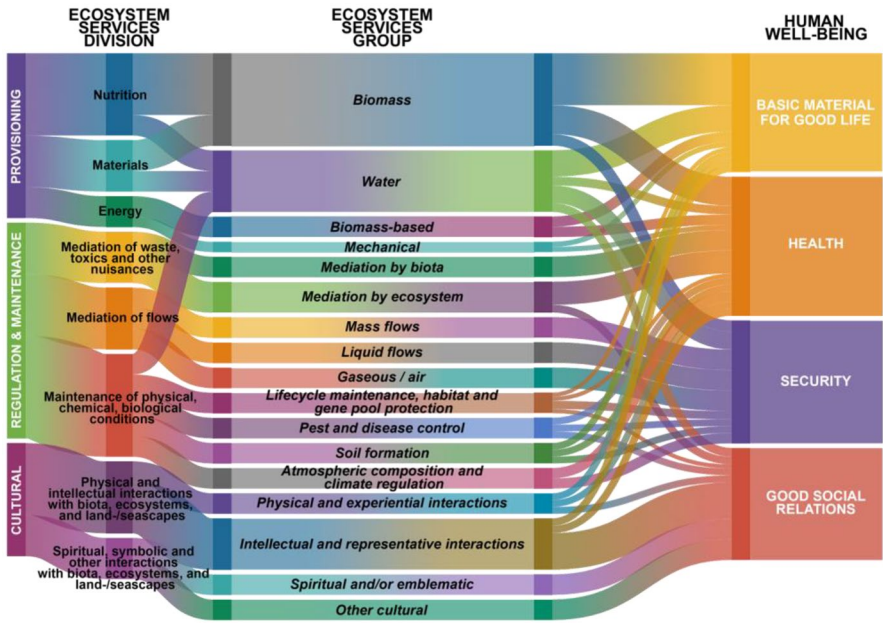 ECOSYSTEM
SERVICES
DIVISION
ECOSYSTEM
SERVICES
GROUP
HUMAN
WELL-BEING
PROVISIONING
REGULATION & MAINTENANCE
CULTURAL
Nutrition
Materials
Energy
Mediation of waste,
toxics and other
nuisances
Mediation of flows
Maintenance of physical,
chemical, biological
conditions
Physical and
intellectual interactions
with biota, ecosystems,
and land-/seascapes
Spiritual, symbolic and
other interactions
with biota, ecosystems, and
land-/seascapes
Biomass
Water
Biomass-based
Mechanical
Mediation by biota
Mediation by ecosystem
Mass flows
Liquid flows
Gaseous / air
Lifecycle maintenance, habitat and
gene pool protection
Pest and disease control
Soil formation
Atmospheric composition and
climate regulation
Physical and experiential interactions
Intellectual and representative interactions
Spiritual and/or emblematic
Other cultural
BASIC MATERIAL
FOR GOOD LIFE
HEALTH
SECURITY
GOOD SOCIAL
RELATIONS